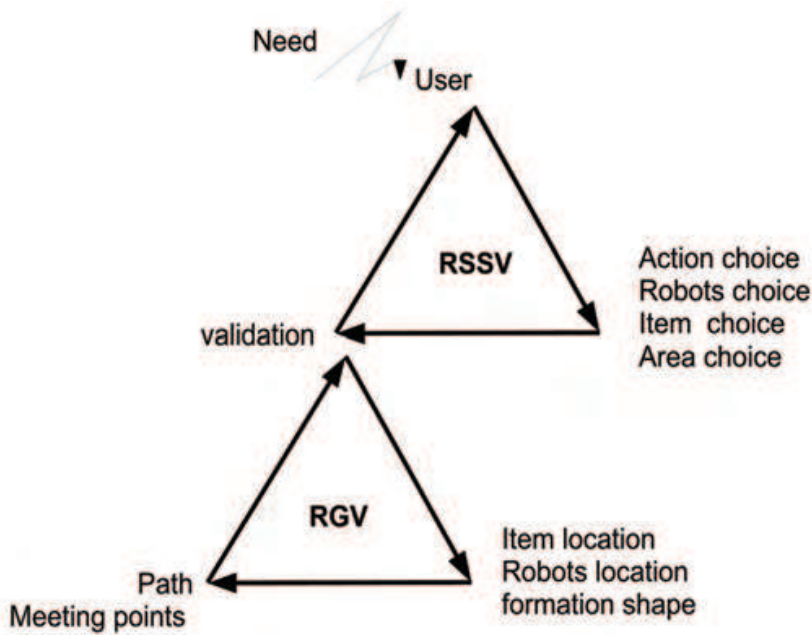 Need
User
RSSV
Action choice
Robots choice
Item choice
Area choice
validation
RGV
Item location
Robots location
formation shape
Path
Meeting points